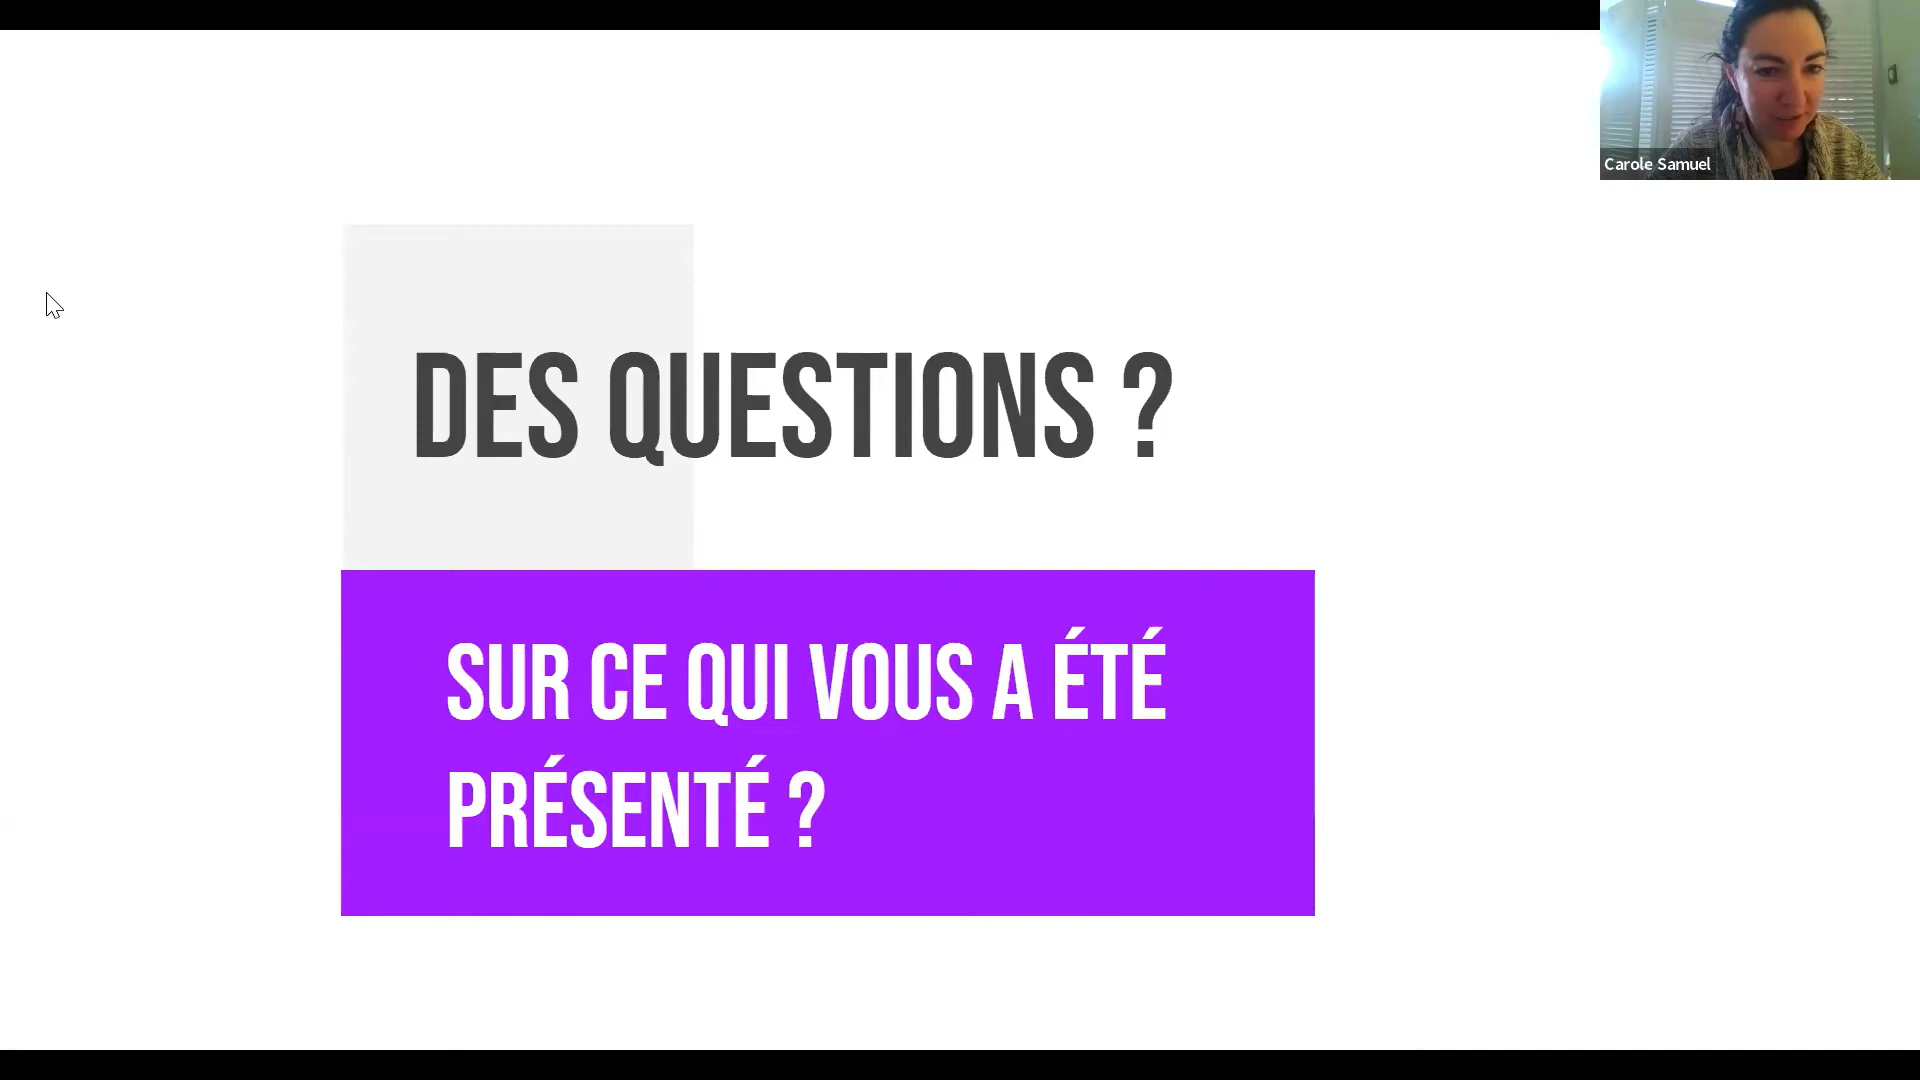 Carole Samuel
DES QUESTIONS ?
SUR CE QUI VOUS A ÉTÉ
PRÉSENTÉ ?